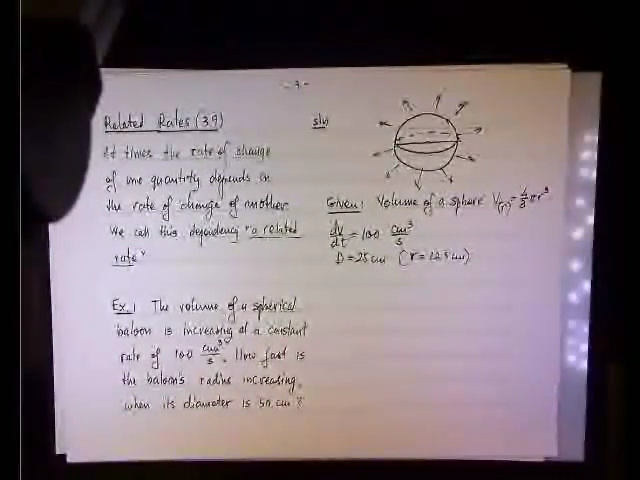 - 7 -
Related Rates (3.9)
At times the rate of change
of one quantity depends on
the rate of change of another.
We call this dependency "a related
rate"
Ex. 1 The volume of a spherical
baloon is increasing at a constant
rate of 100 cm³/s. How fast is
the baloon's radius increasing
when its diameter is 50 cm?
sln
Given: Volume of a sphere V(r) = 4/3 πr³
dv/dt = 100 cm³/s
D = 25 cm (r = 12.5 cm)